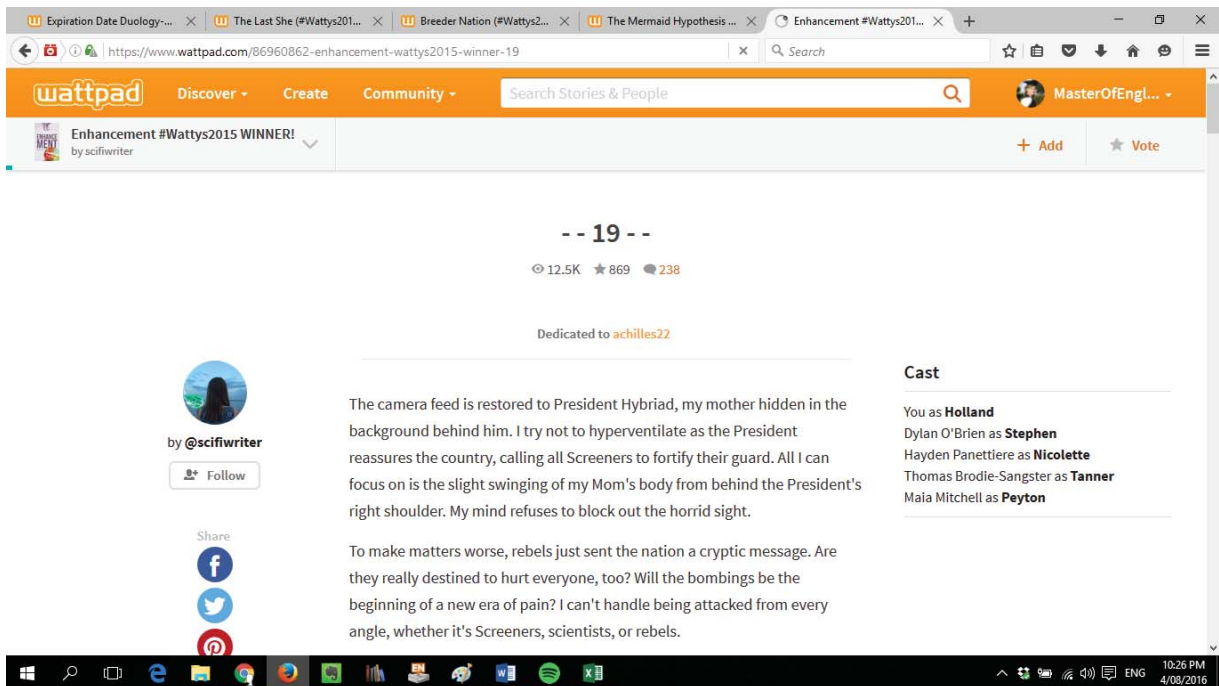 Expiration Date Duology-...
The Last She (#Wattys201...
Breeder Nation (#Wattys2...
The Mermaid Hypothesis ...
Enhancement #Wattys201...
https://www.wattpad.com/86960862-enhancement-wattys2015-winner-19
Search
wattpad
Discover
Create
Community
Search Stories & People
MasterOfEngl...
Enhancement #Wattys2015 WINNER!
by scifiwriter
+ Add
Vote
- - 19 - -
12.5K 869 238
Dedicated to achilles22
by @scifiwriter
Follow
Share
The camera feed is restored to President Hybriad, my mother hidden in the
background behind him. I try not to hyperventilate as the President
reassures the country, calling all Screeners to fortify their guard. All I can
focus on is the slight swinging of my Mom's body from behind the President's
right shoulder. My mind refuses to block out the horrid sight.
To make matters worse, rebels just sent the nation a cryptic message. Are
they really destined to hurt everyone, too? Will the bombings be the
beginning of a new era of pain? I can't handle being attacked from every
angle, whether it's Screeners, scientists, or rebels.
Cast
You as Holland
Dylan O'Brien as Stephen
Hayden Panettiere as Nicolette
Thomas Brodie-Sangster as Tanner
Maia Mitchell as Peyton
EN
ENG
10:26 PM
4/08/2016